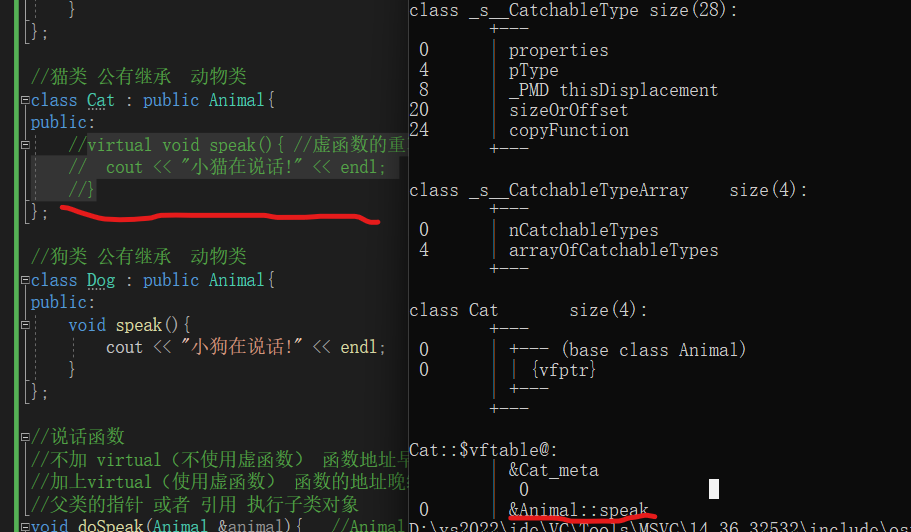 }
};
//猫类 公有继承 动物类
class Cat : public Animal{
public:
//virtual void speak(){ //虚函数的重
// cout << "小猫在说话!" << endl;
//}
};
//狗类 公有继承 动物类
class Dog : public Animal{
public:
void speak(){
cout << "小狗在说话!" << endl;
}
};
//说话函数
//不加 virtual（不使用虚函数） 函数地址早
//加上virtual（使用虚函数） 函数的地址晚
//父类的指针 或者 引用 执行子类对象
void doSpeak(Animal &animal){ //Animal
class _s__CatchableType size(28):
+---
0 | properties
4 | pType
8 | _PMD thisDisplacement
20 | sizeOrOffset
24 | copyFunction
+---
class _s__CatchableTypeArray size(4):
+---
0 | nCatchableTypes
4 | arrayOfCatchableTypes
+---
class Cat size(4):
+---
0 | +--- (base class Animal)
0 | | {vfptr}
| +---
+---
Cat::$vftable@:
| &Cat_meta
| 0
0 | &Animal::speak
D:\vs2022\ide\VC\Tools\MSVC\14.36.32532\include\os